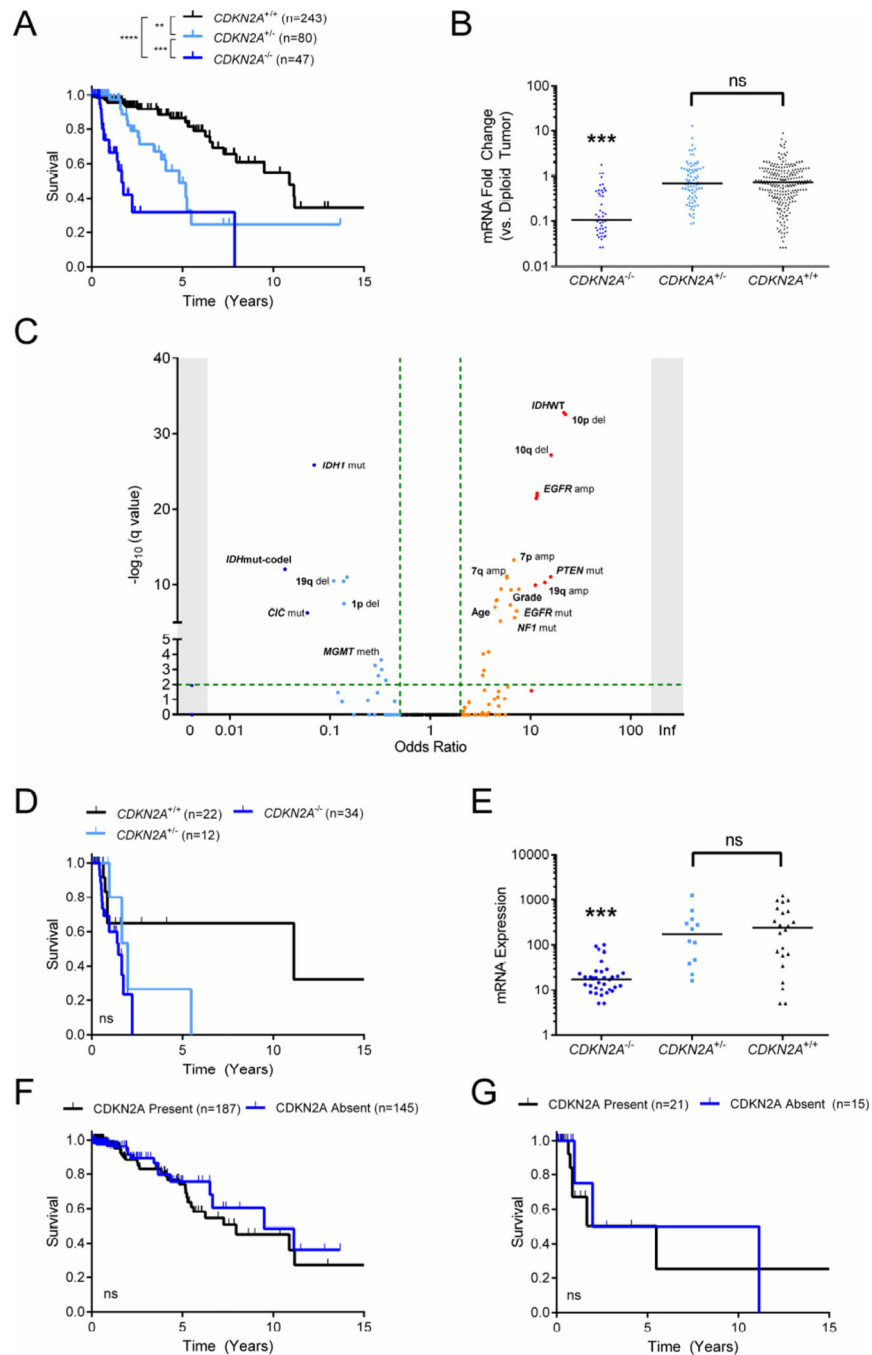 A
****
**
***
CDKN2A+/+ (n=243)
CDKN2A+/- (n=80)
CDKN2A-/- (n=47)
Survival
1.0
0.8
0.6
0.4
0.2
0.0
0 5 10 15
Time (Years)
B
ns
***
mRNA Fold Change
(vs. Diploid Tumor)
100
10
1
0.1
0.01
CDKN2A-/- CDKN2A+/- CDKN2A+/+
C
-log10 (q value)
40
30
20
10
5
4
3
2
1
0
IDHWT
10p del
10q del
IDH1 mut
EGFR amp
7p amp
IDHmut-codel
7q amp
PTEN mut
19q del
19q amp
1p del
Grade
CIC mut
Age
EGFR mut
NF1 mut
MGMT meth
0 0.01 0.1 1 10 100 Inf
Odds Ratio
D
CDKN2A+/+ (n=22) CDKN2A-/- (n=34)
CDKN2A+/- (n=12)
Survival
1.0
0.8
0.6
0.4
0.2
0.0
ns
0 5 10 15
Time (Years)
E
ns
***
mRNA Expression
10000
1000
100
10
1
CDKN2A-/- CDKN2A+/- CDKN2A+/+
F
CDKN2A Present (n=187) CDKN2A Absent (n=145)
Survival
1.0
0.8
0.6
0.4
0.2
0.0
ns
0 5 10 15
Time (Years)
G
CDKN2A Present (n=21) CDKN2A Absent (n=15)
Survival
1.0
0.8
0.6
0.4
0.2
0.0
ns
0 5 10 15
Time (Years)